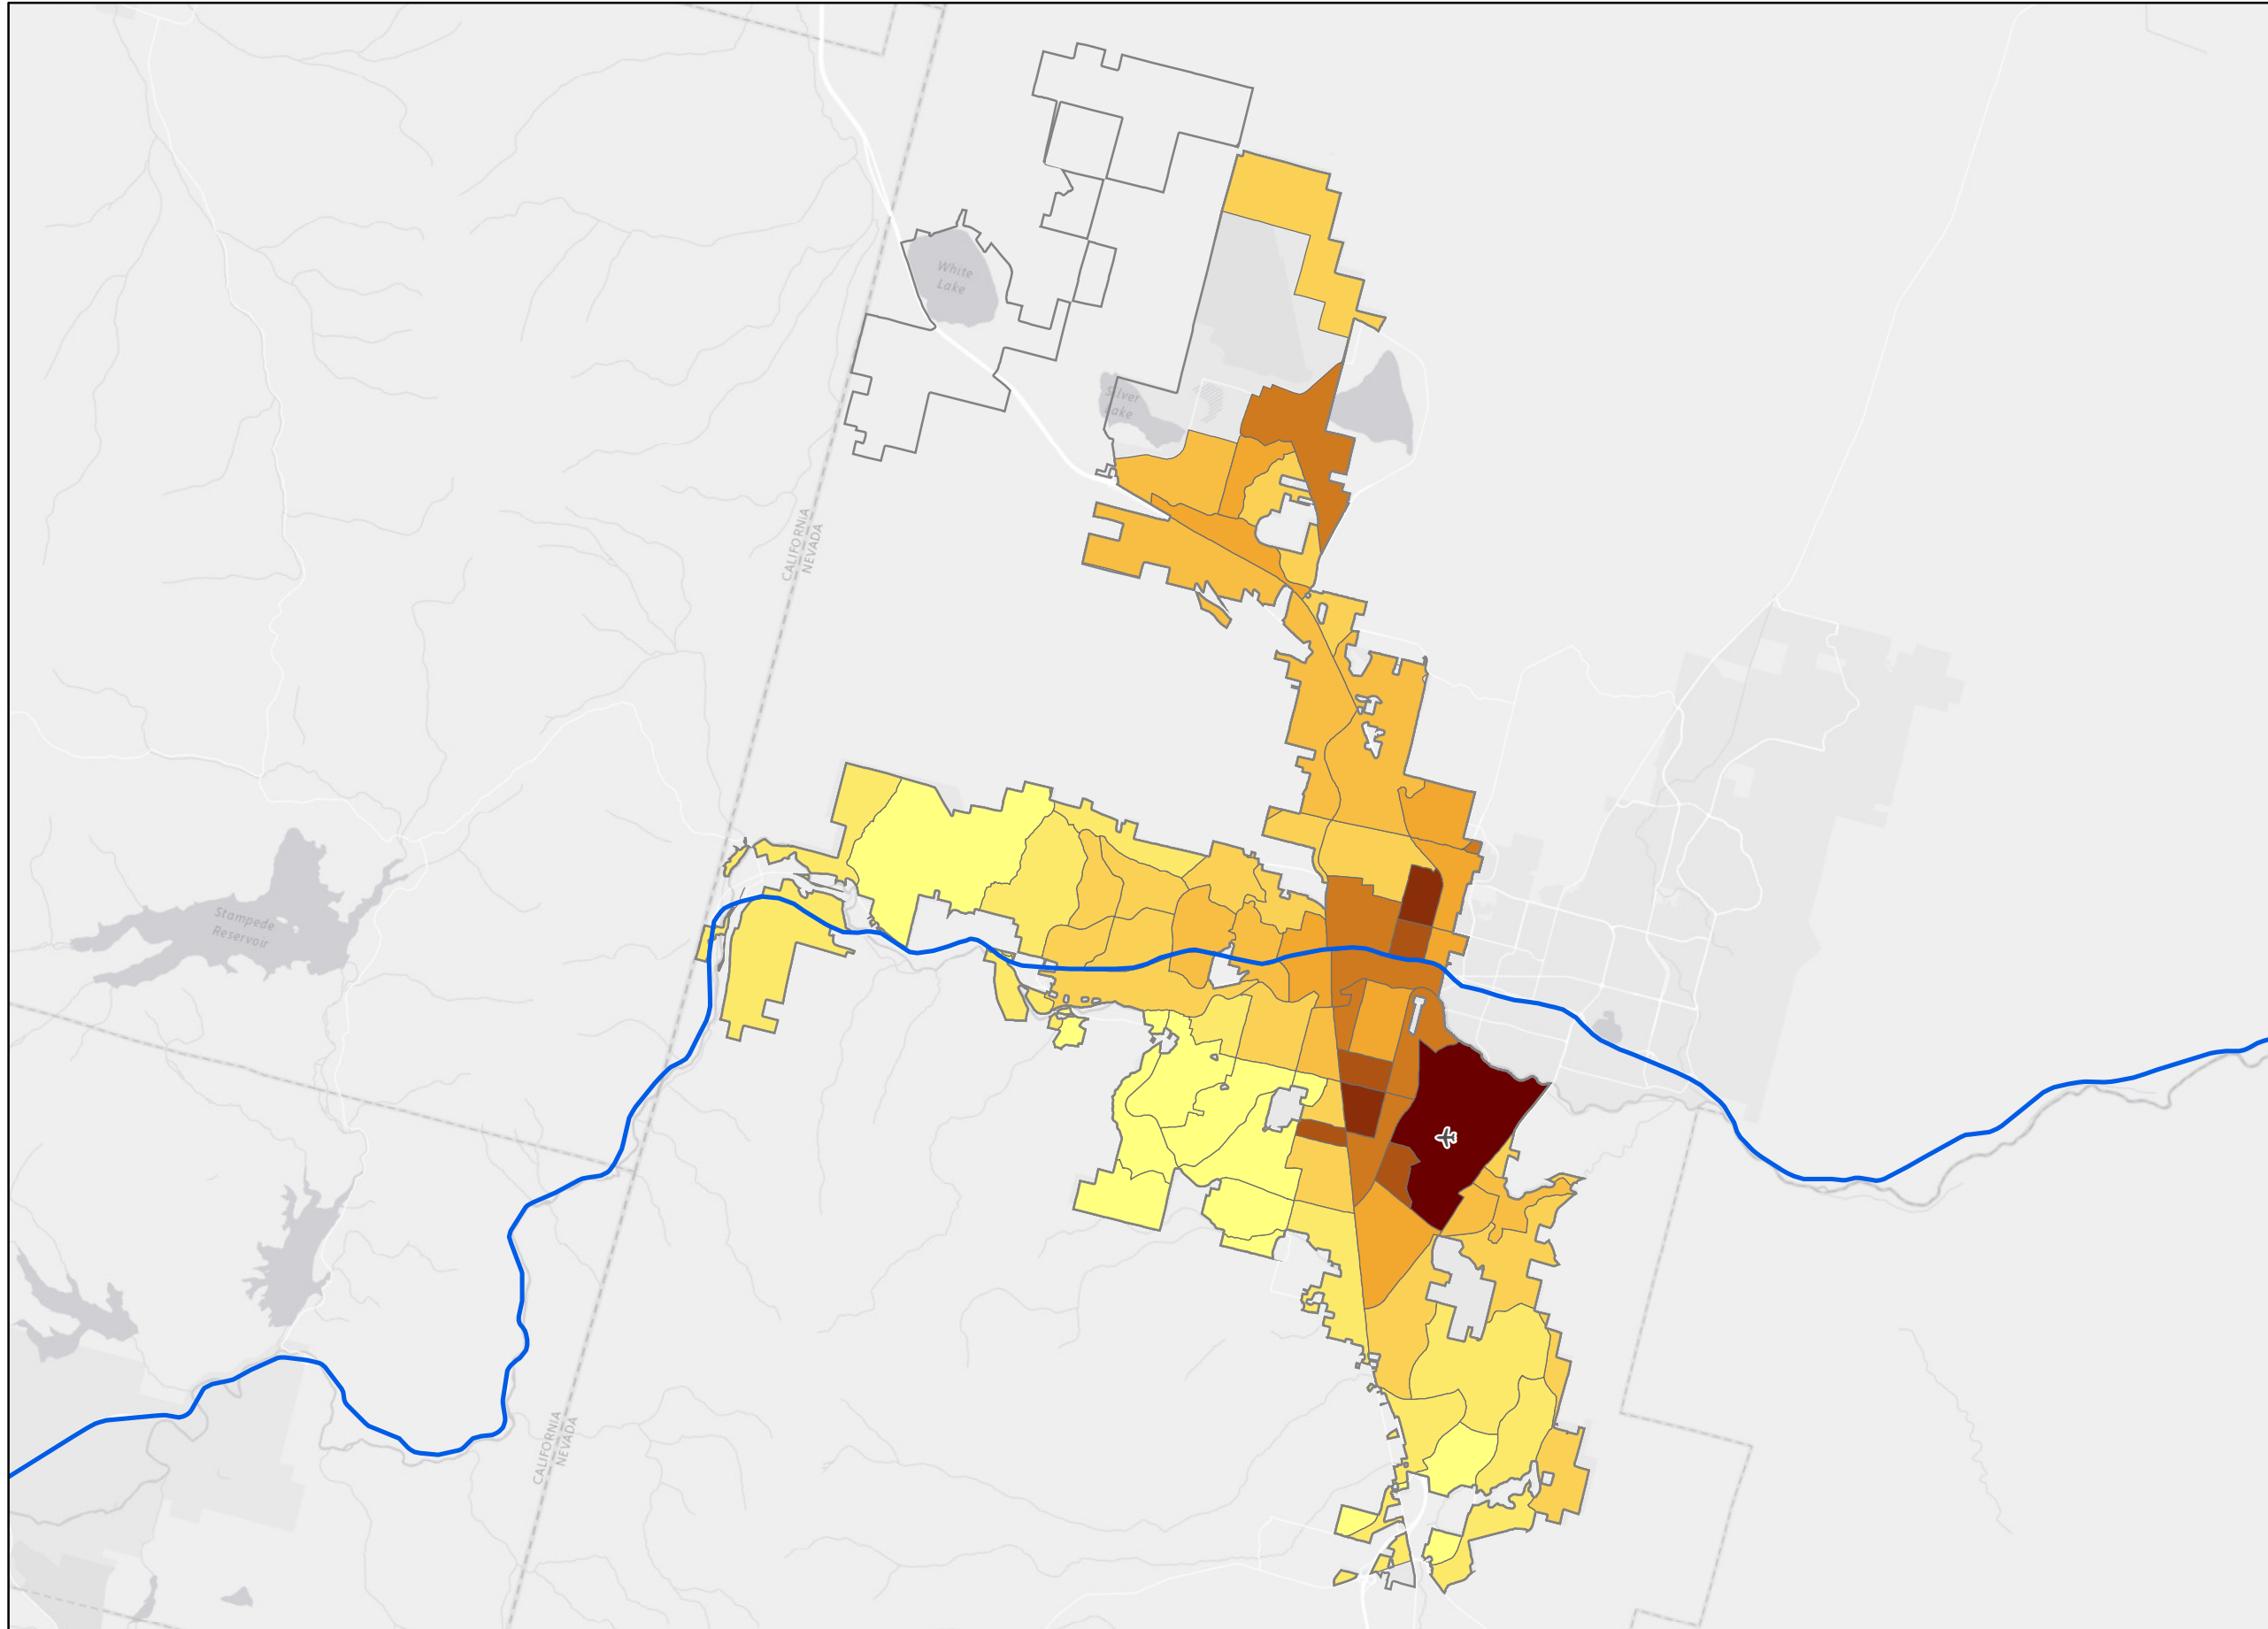 White
Lake
Silver
Lake
CALIFORNIA
NEVADA
Stampede
Reservoir
CALIFORNIA
NEVADA